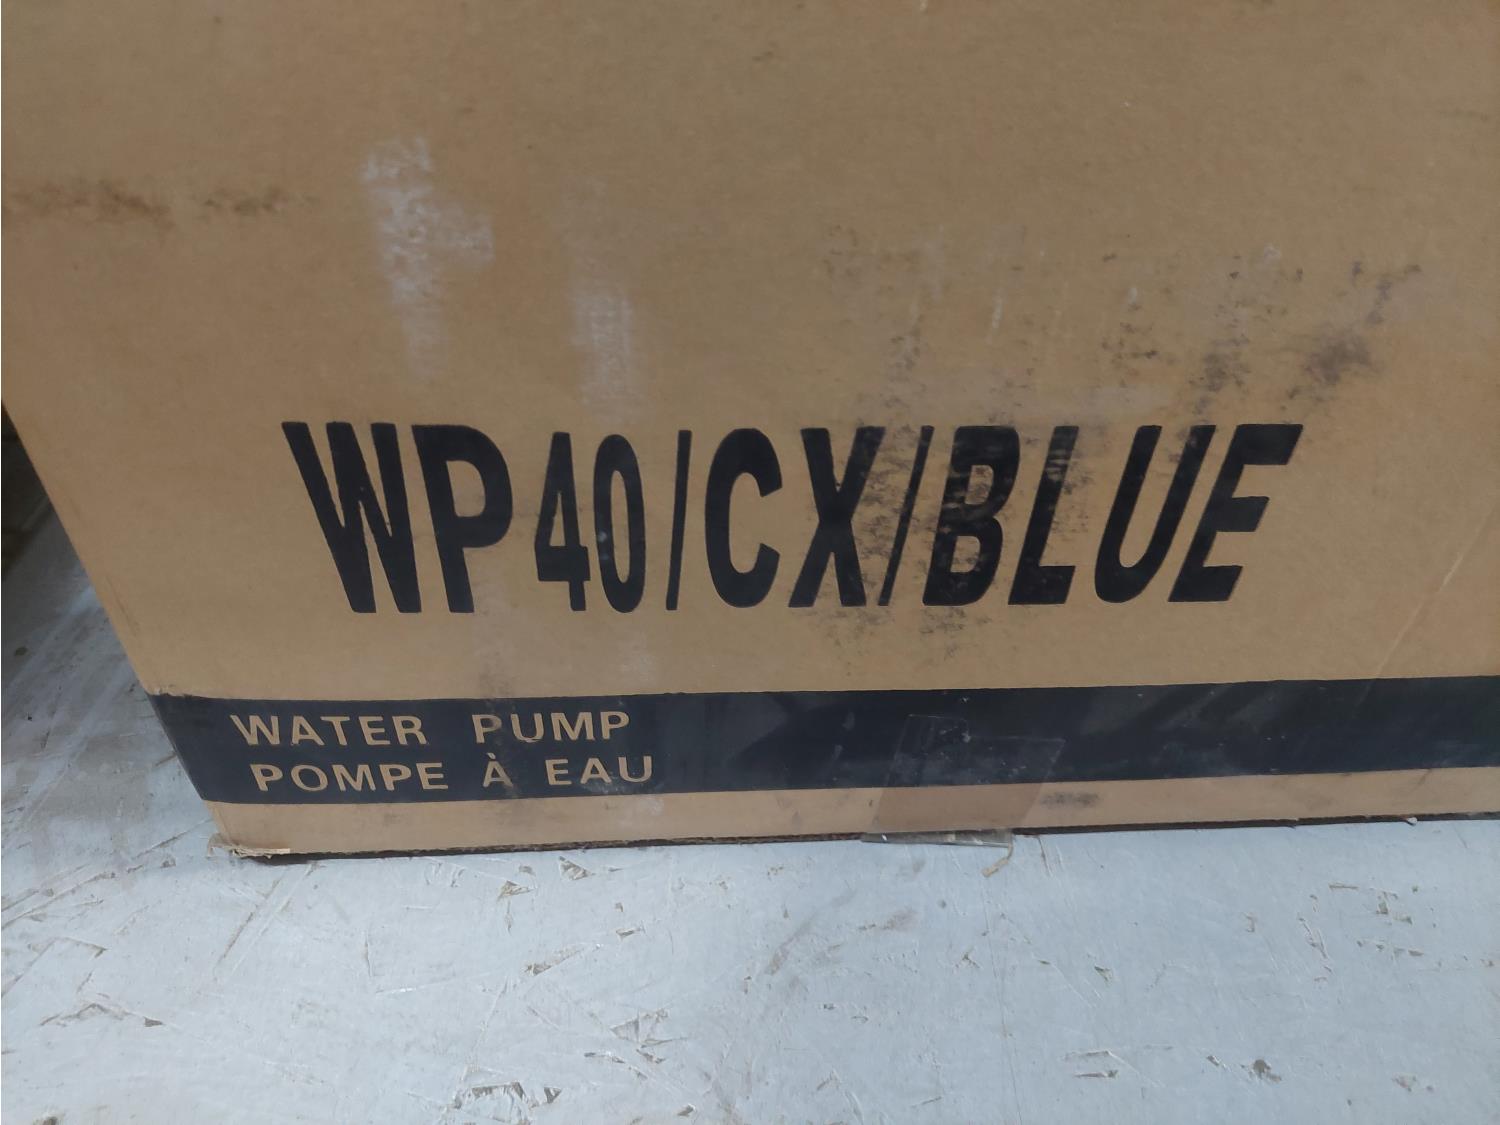 WP40/CX/BLUE
WATER PUMP
POMPE À EAU